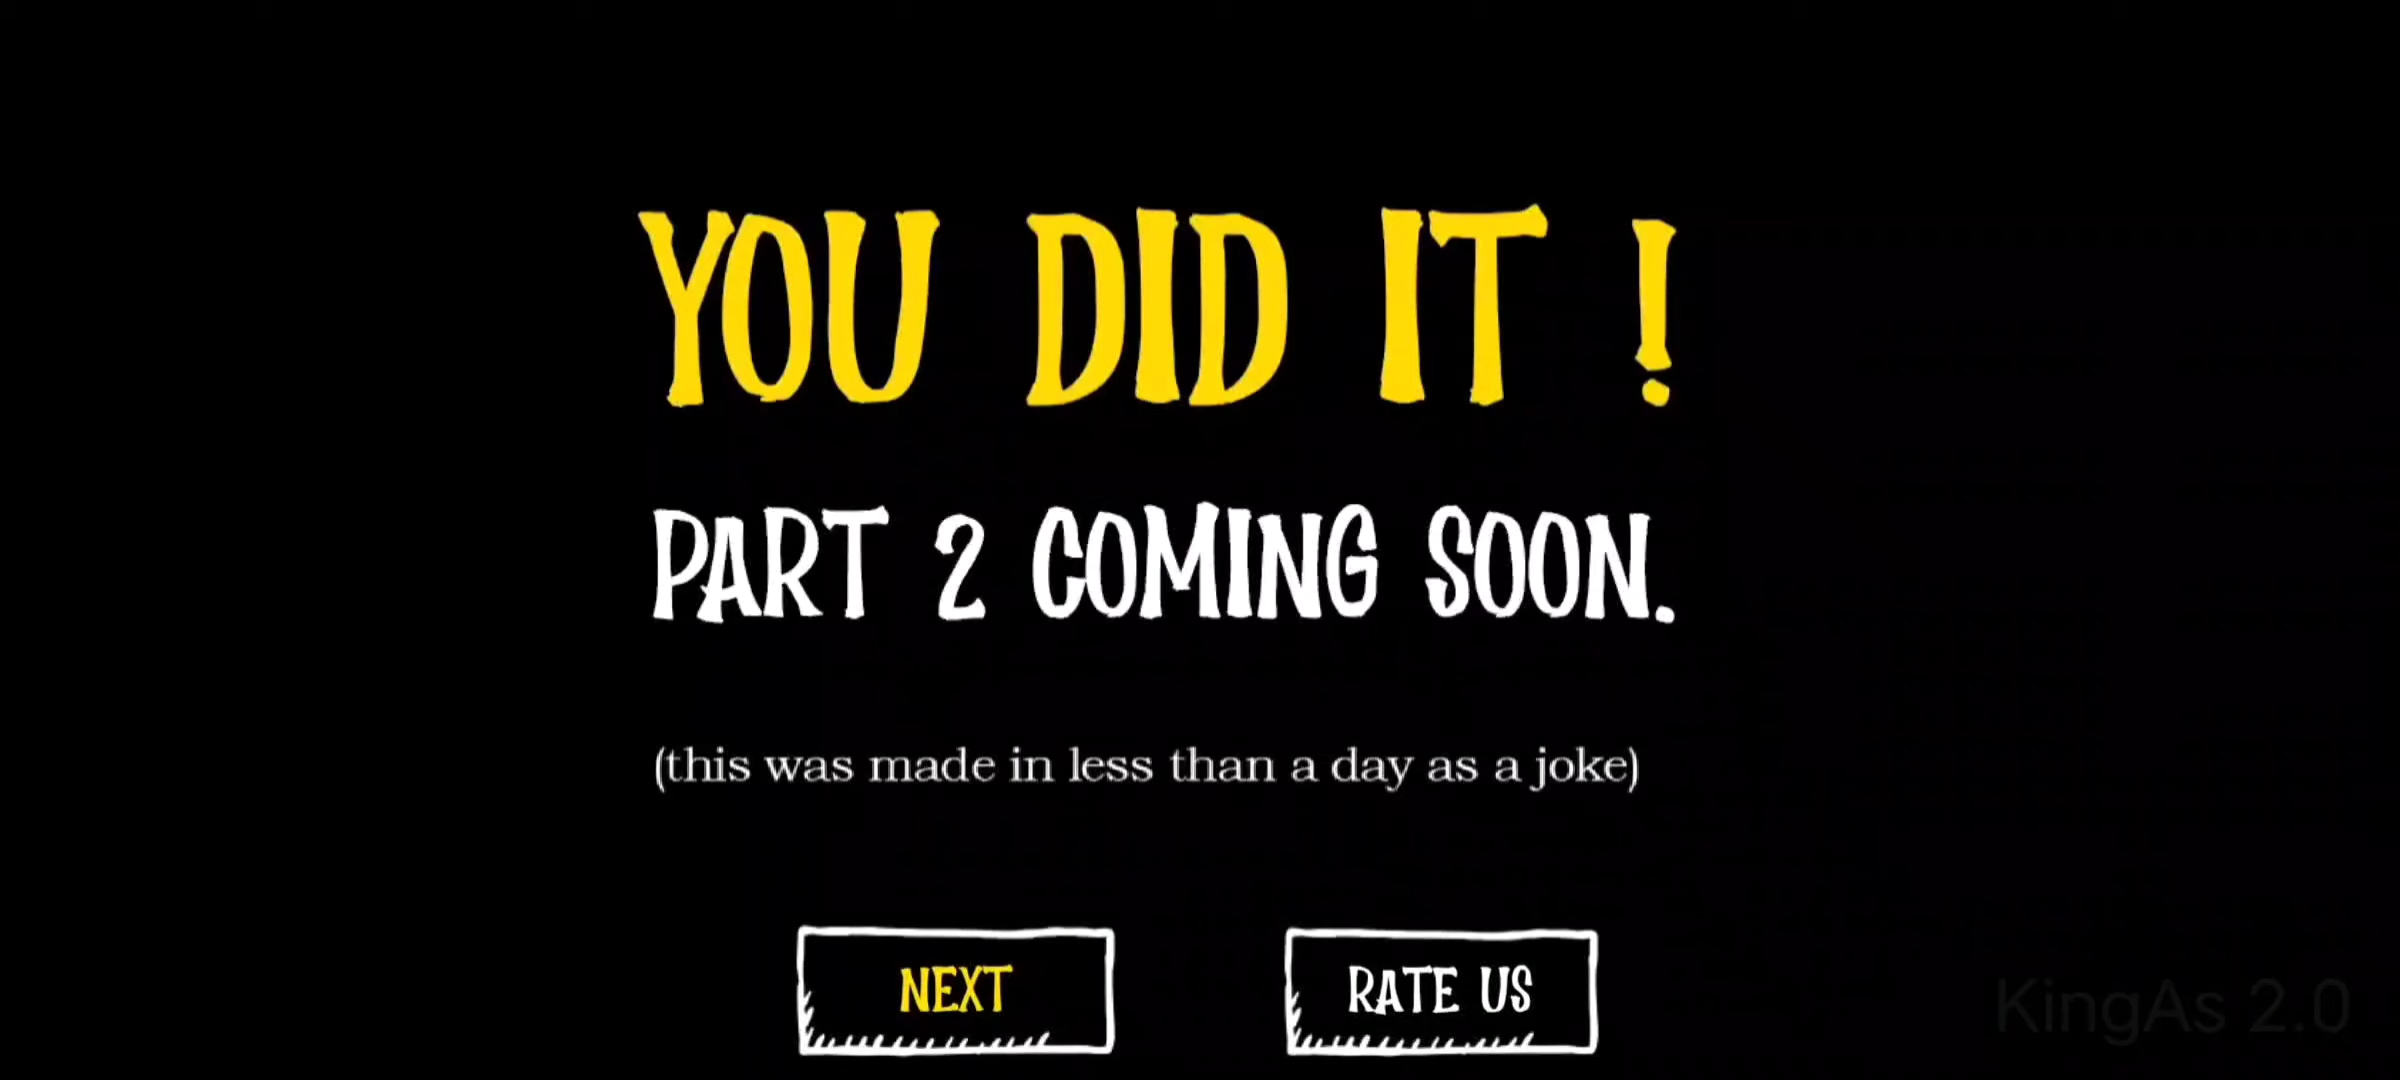 YOU DID IT !
PART 2 COMING SOON.
(this was made in less than a day as a joke)
NEXT
RATE US
KingAs 2.0